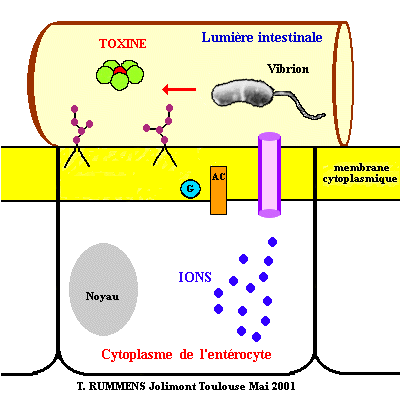 Lumière intestinale
TOXINE
Vibrion
membrane
cytoplasmique
AC
G
IONS
Noyau
Cytoplasme de l'entérocyte
T. RUMMENS Jolimont Toulouse Mai 2001